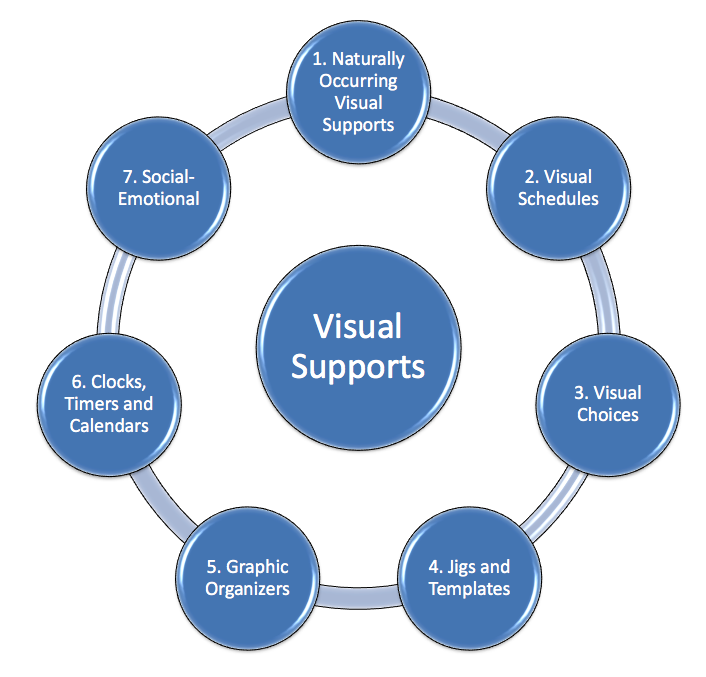 1. Naturally
Occurring
Visual
Supports
2. Visual
Schedules
3. Visual
Choices
4. Jigs and
Templates
5. Graphic
Organizers
6. Clocks,
Timers and
Calendars
7. Social-
Emotional
Visual
Supports